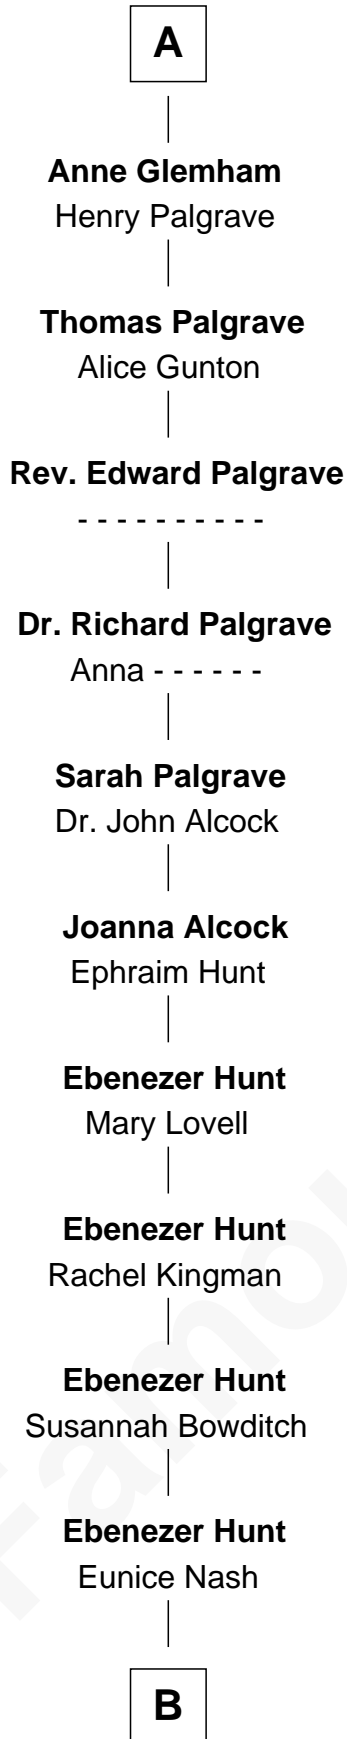 A
Anne Glemham
Henry Palgrave
Thomas Palgrave
Alice Gunton
Rev. Edward Palgrave
- - - - - - - - - -
Dr. Richard Palgrave
Anna - - - - - -
Sarah Palgrave
Dr. John Alcock
Joanna Alcock
Ephraim Hunt
Ebenezer Hunt
Mary Lovell
Ebenezer Hunt
Rachel Kingman
Ebenezer Hunt
Susannah Bowditch
Ebenezer Hunt
Eunice Nash
B